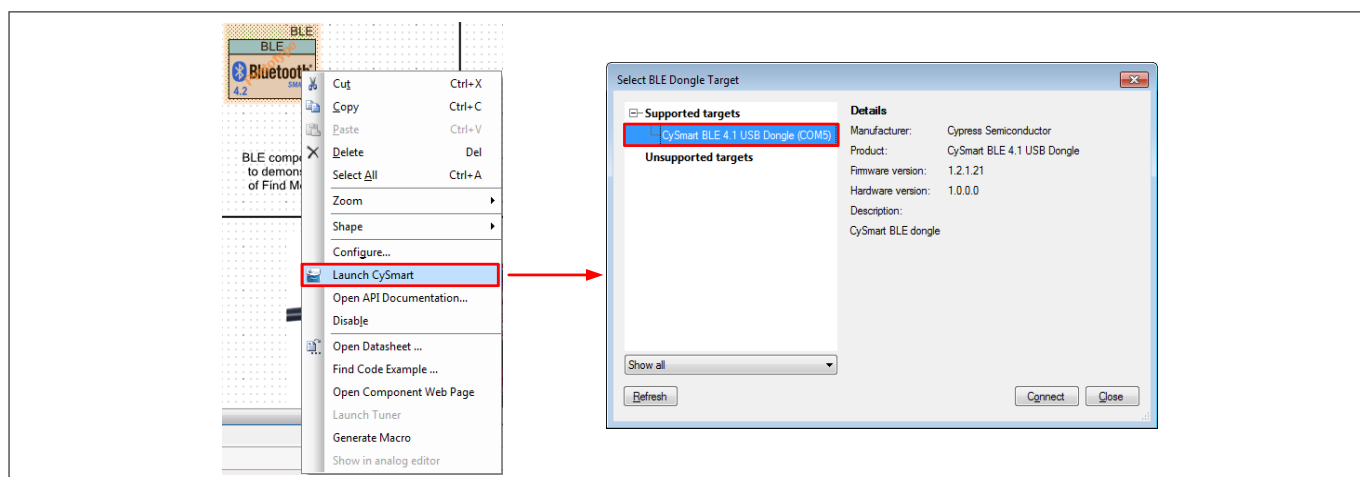 BLE
BLE
Bluetooth
4.2
Cut Ctrl+X
Copy Ctrl+C
Paste Ctrl+V
Delete Del
Select All Ctrl+A
Zoom
Shape
Configure...
Launch CySmart
Open API Documentation...
Disable
Open Datasheet ...
Find Code Example ...
Open Component Web Page
Launch Tuner
Generate Macro
Show in analog editor
BLE comp
to demons
of Find M
Select BLE Dongle Target
Supported targets
CySmart BLE 4.1 USB Dongle (COM5)
Unsupported targets
Show all
Refresh
Details
Manufacturer: Cypress Semiconductor
Product: CySmart BLE 4.1 USB Dongle
Firmware version: 1.2.1.21
Hardware version: 1.0.0.0
Description:
CySmart BLE dongle
Connect Close